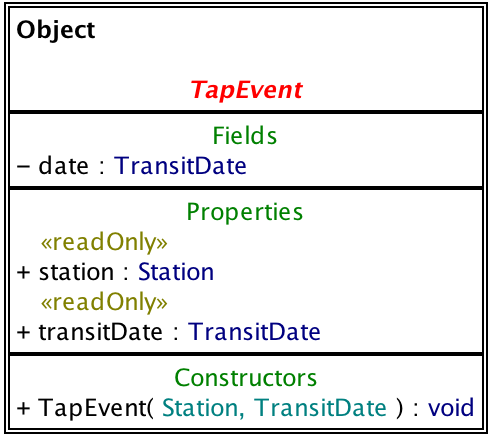 Object
TapEvent
Fields
− date : TransitDate
Properties
«readOnly»
+ station : Station
«readOnly»
+ transitDate : TransitDate
Constructors
+ TapEvent( Station, TransitDate ) : void